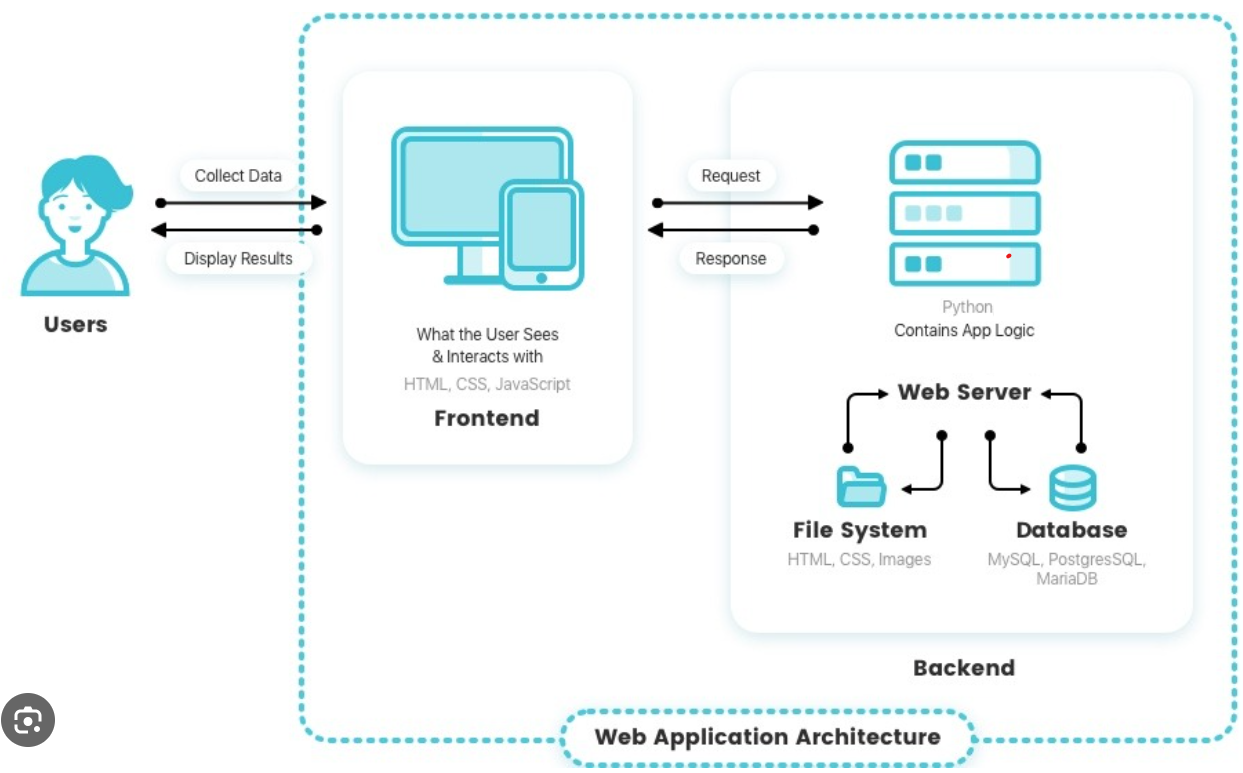 Collect Data
Display Results
Users
What the User Sees
& Interacts with
HTML, CSS, JavaScript
Frontend
Request
Response
Python
Contains App Logic
Web Server
File System
HTML, CSS, Images
Database
MySQL, PostgresSQL,
MariaDB
Backend
Web Application Architecture